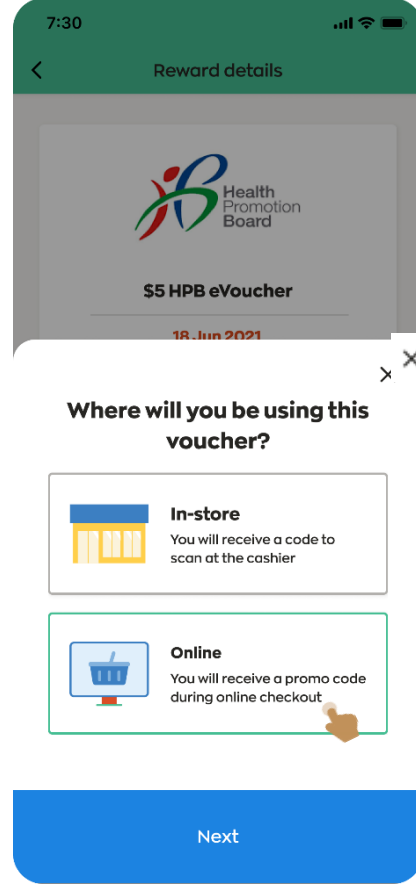 7:30
Reward details
Health
Promotion
Board
$5 HPB eVoucher
18 Jun 2021
Where will you be using this
voucher?
In-store
You will receive a code to
scan at the cashier
Online
You will receive a promo code
during online checkout
Next